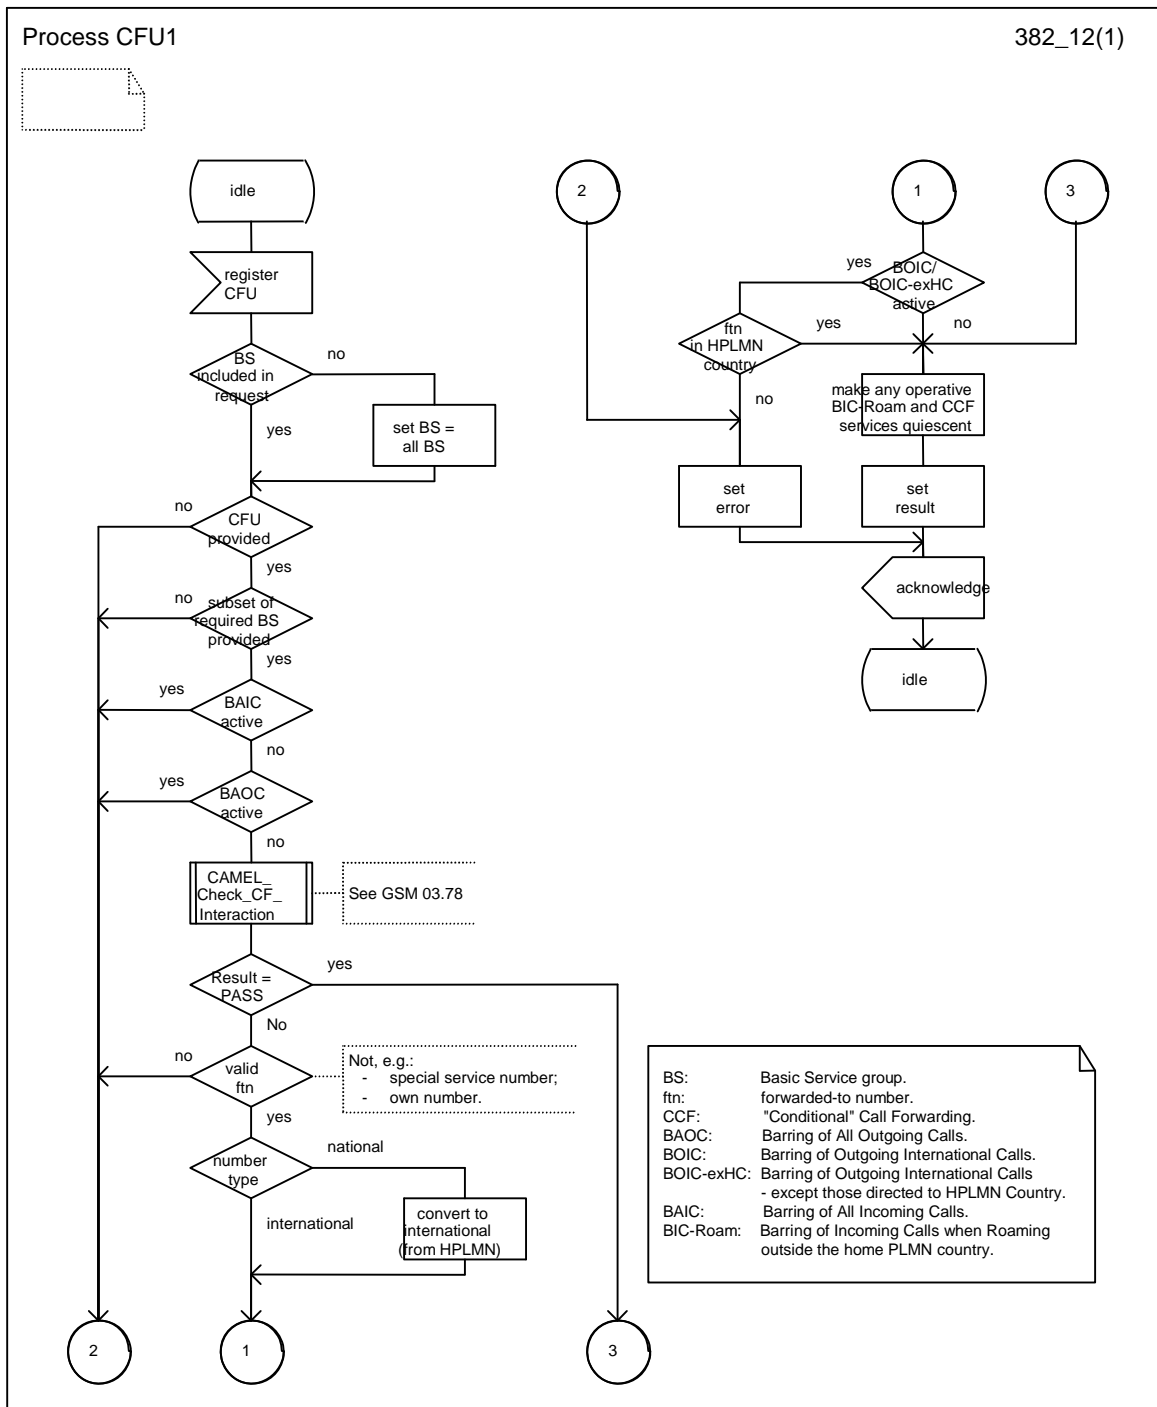 Process CFU1
382_12(1)
idle
register
CFU
BS
included in
request
no
yes
set BS =
all BS
no
CFU
provided
yes
no
subset of
required BS
provided
yes
yes
BAIC
active
no
yes
BAOC
active
no
CAMEL_
Check_CF_
Interaction
See GSM 03.78
Result =
PASS
yes
No
no
valid
ftn
Not, e.g.:
- special service number;
- own number.
yes
number
type
national
international
convert to
international
(from HPLMN)
2
1
3
2
1
3
yes
BOIC/
BOIC-exHC
active
no
ftn
in HPLMN
country
yes
no
make any operative
BIC-Roam and CCF
services quiescent
set
error
set
result
acknowledge
idle
BS: Basic Service group.
ftn: forwarded-to number.
CCF: "Conditional" Call Forwarding.
BAOC: Barring of All Outgoing Calls.
BOIC: Barring of Outgoing International Calls.
BOIC-exHC: Barring of Outgoing International Calls
- except those directed to HPLMN Country.
BAIC: Barring of All Incoming Calls.
BIC-Roam: Barring of Incoming Calls when Roaming
outside the home PLMN country.